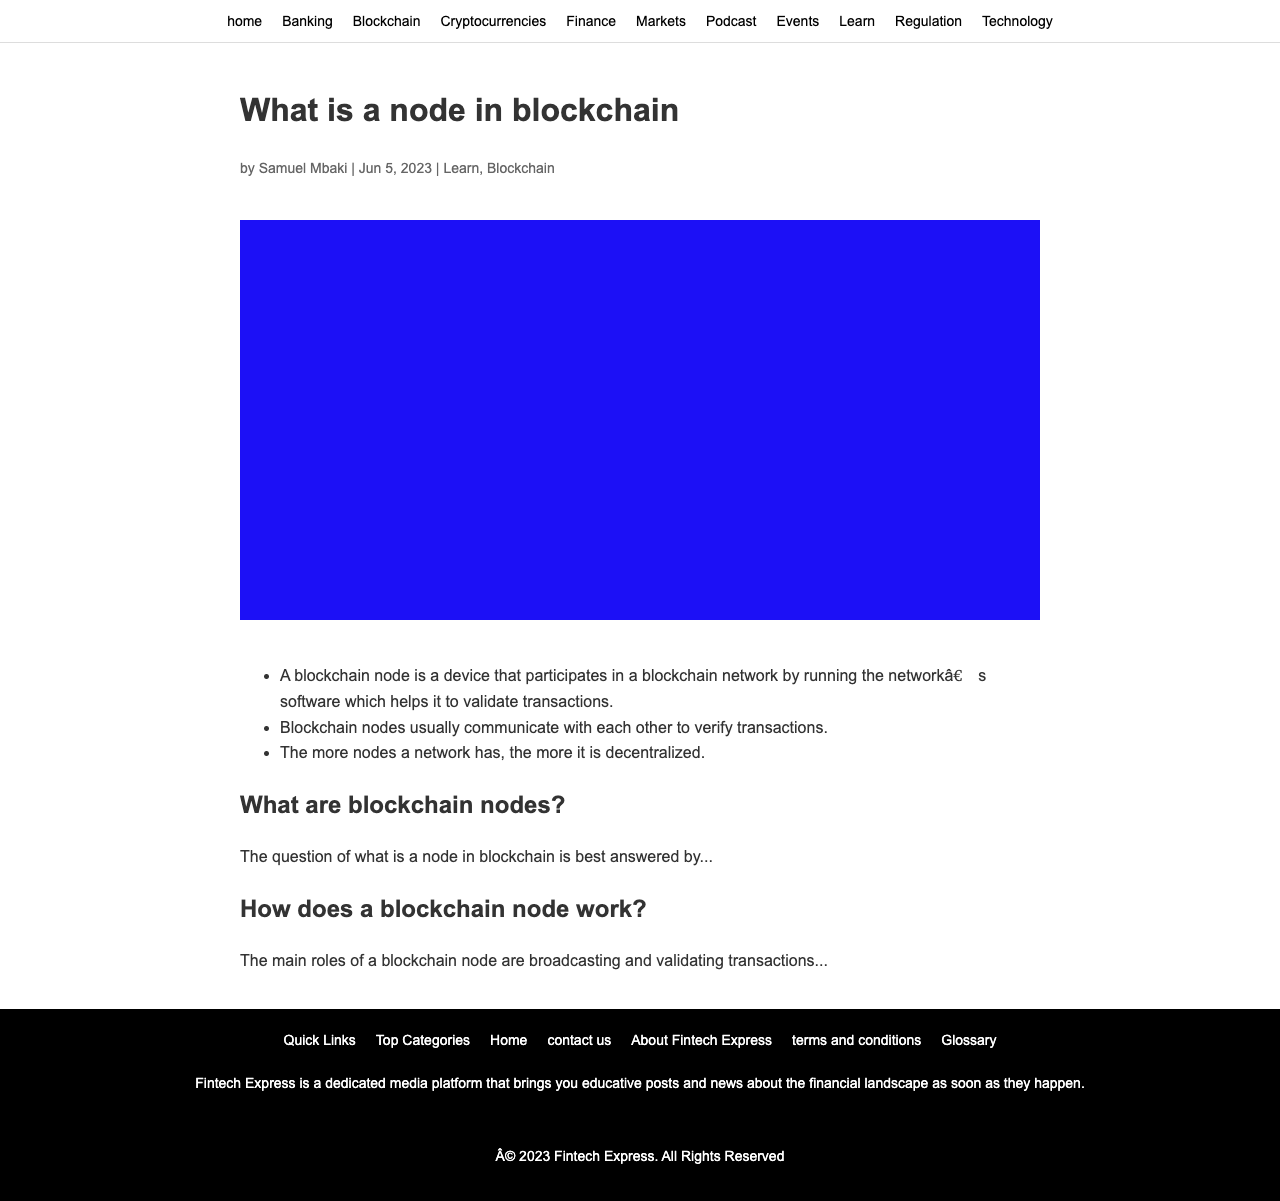 home Banking Blockchain Cryptocurrencies Finance Markets Podcast Events Learn Regulation Technology
What is a node in blockchain
by Samuel Mbaki | Jun 5, 2023 | Learn, Blockchain
• A blockchain node is a device that participates in a blockchain network by running the networkâ€ s
software which helps it to validate transactions.
• Blockchain nodes usually communicate with each other to verify transactions.
• The more nodes a network has, the more it is decentralized.
What are blockchain nodes?
The question of what is a node in blockchain is best answered by...
How does a blockchain node work?
The main roles of a blockchain node are broadcasting and validating transactions...
Quick Links Top Categories Home contact us About Fintech Express terms and conditions Glossary
Fintech Express is a dedicated media platform that brings you educative posts and news about the financial landscape as soon as they happen.
Â© 2023 Fintech Express. All Rights Reserved